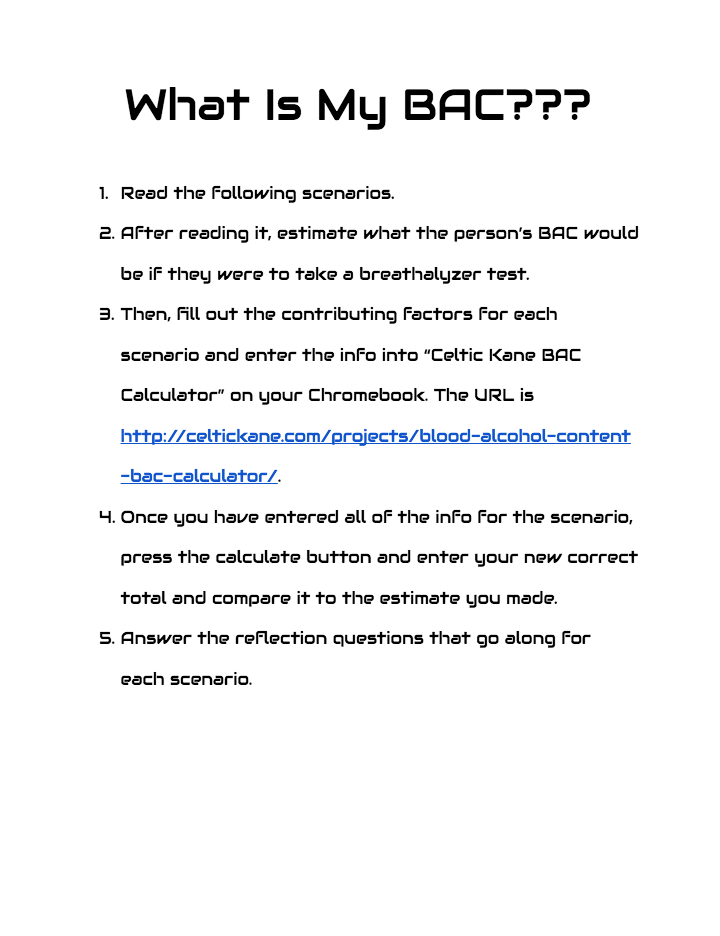 What Is My BAC???
1. Read the following scenarios.
2. After reading it, estimate what the person’s BAC would
be if they were to take a breathalyzer test.
3. Then, fill out the contributing factors for each
scenario and enter the info into “Celtic Kane BAC
Calculator” on your Chromebook. The URL is
http://celtickane.com/projects/blood-alcohol-content
-bac-calculator/.
4. Once you have entered all of the info for the scenario,
press the calculate button and enter your new correct
total and compare it to the estimate you made.
5. Answer the reflection questions that go along for
each scenario.